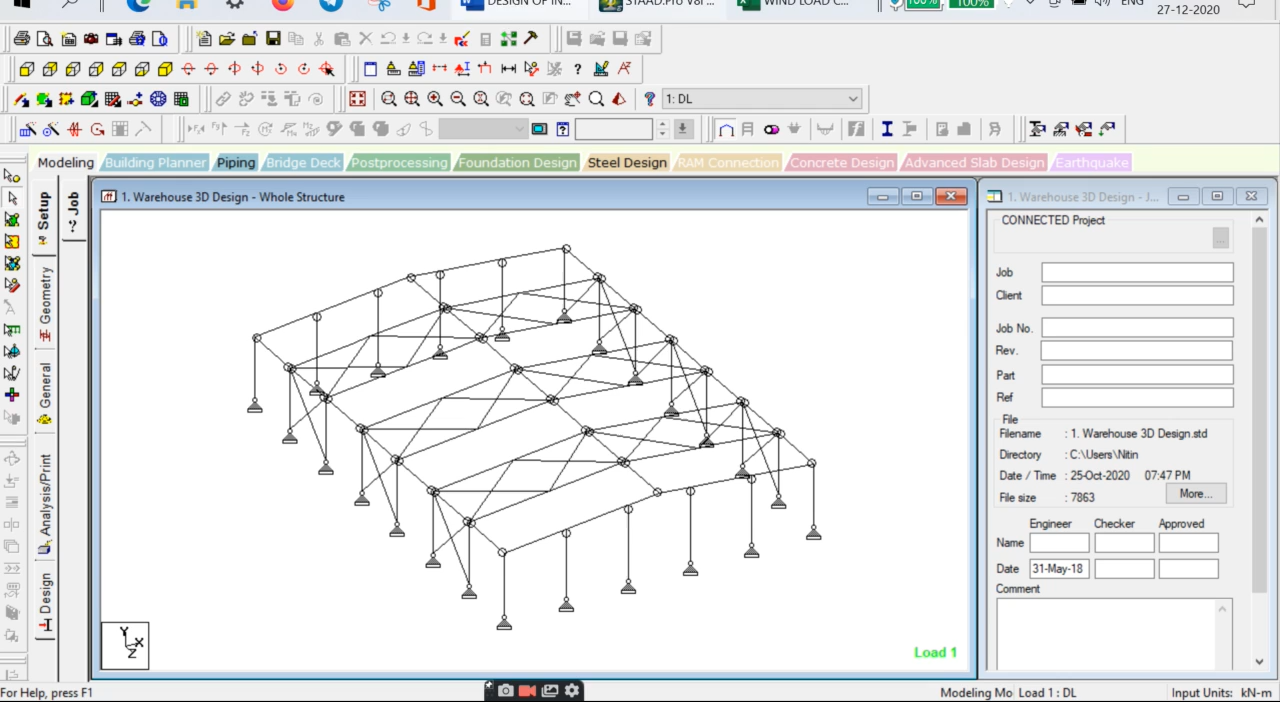 DESIGN OF IN...
STAAD.Pro V8i ...
WIND LOAD C...
100%
100%
ENG
27-12-2020
1: DL
Modeling
Building Planner
Piping
Bridge Deck
Postprocessing
Foundation Design
Steel Design
RAM Connection
Concrete Design
Advanced Slab Design
Earthquake
Setup
? Job
Geometry
General
Analysis/Print
Design
1. Warehouse 3D Design - Whole Structure
Y
X
Z
Load 1
1. Warehouse 3D Design - J...
CONNECTED Project
...
Job
Client
Job No.
Rev.
Part
Ref
File
Filename : 1. Warehouse 3D Design.std
Directory : C:\Users\Nitin
Date / Time : 25-Oct-2020 07:47 PM
File size : 7863
More...
Engineer Checker Approved
Name
Date 31-May-18
Comment
For Help, press F1
Modeling Mo
Load 1 : DL
Input Units: kN-m